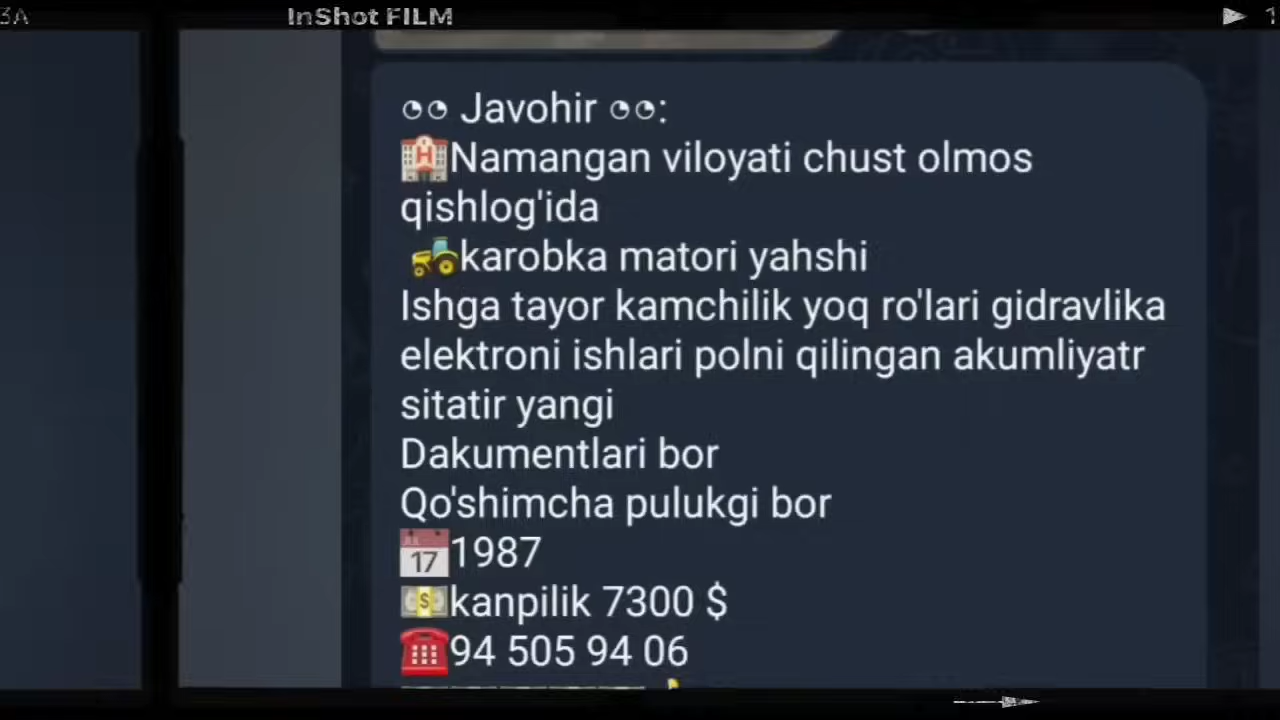 3A
InShot FILM
1
Javohir :
Namangan viloyati chust olmos
qishlog'ida
karobka matori yahshi
Ishga tayor kamchilik yoq ro'lari gidravlika
elektroni ishlari polni qilingan akumliyatr
sitatir yangi
Dakumentlari bor
Qo'shimcha pulukgi bor
17
1987
kanpilik 7300 $
94 505 94 06